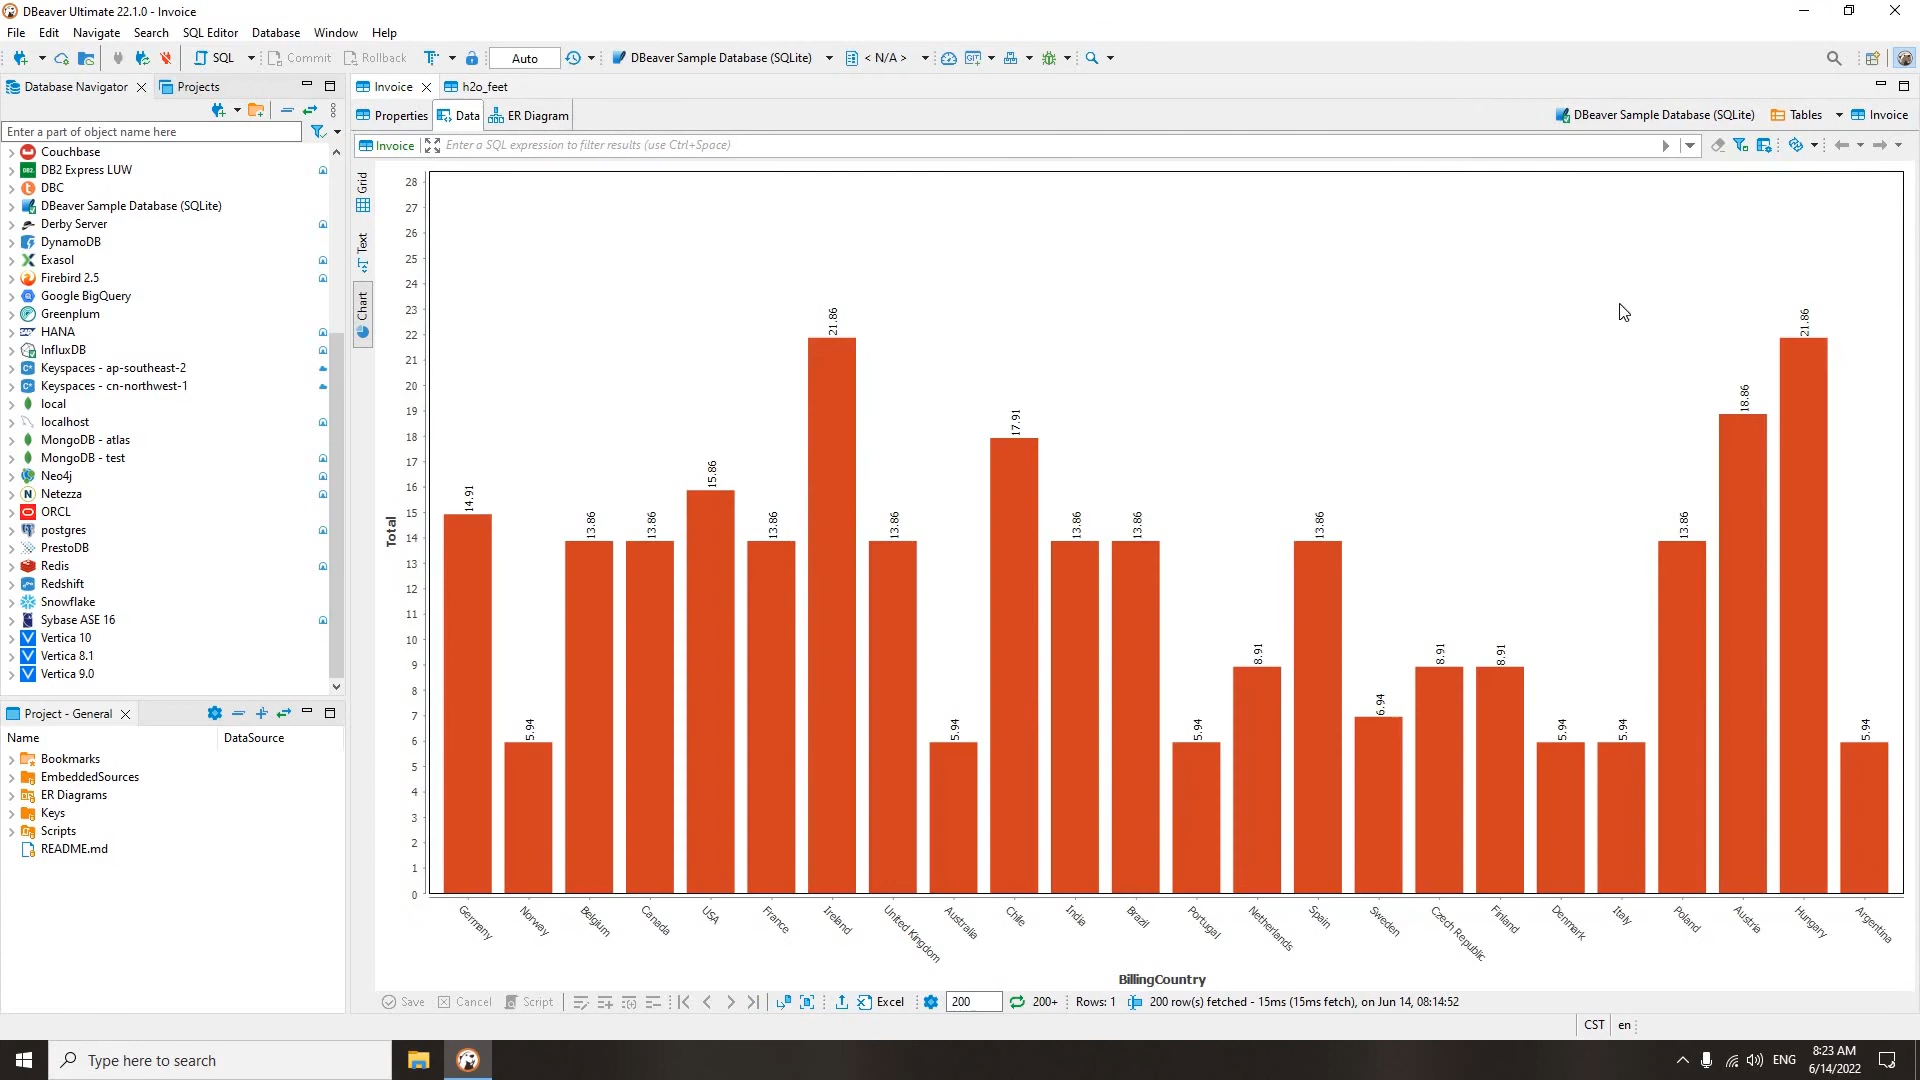 DBeaver Ultimate 22.1.0 - Invoice
File Edit Navigate Search SQL Editor Database Window Help
SQL Commit Rollback Auto DBeaver Sample Database (SQLite) < N/A >
Database Navigator Projects
Enter a part of object name here
Couchbase
DB2 Express LUW
DBC
DBeaver Sample Database (SQLite)
Derby Server
DynamoDB
Exasol
Firebird 2.5
Google BigQuery
Greenplum
HANA
InfluxDB
Keyspaces - ap-southeast-2
Keyspaces - cn-northwest-1
local
localhost
MongoDB - atlas
MongoDB - test
Neo4j
Netezza
ORCL
postgres
PrestoDB
Redis
Redshift
Snowflake
Sybase ASE 16
Vertica 10
Vertica 8.1
Vertica 9.0
Project - General
Name DataSource
Bookmarks
EmbeddedSources
ER Diagrams
Keys
Scripts
README.md
Invoice h2o_feet
Properties Data ER Diagram DBeaver Sample Database (SQLite) Tables Invoice
Invoice Enter a SQL expression to filter results (use Ctrl+Space)
Grid
Text
Chart
Total
28
27
26
25
24
23
22
21
20
19
18
17
16
15
14
13
12
11
10
9
8
7
6
5
4
3
2
1
0
14.91 5.94 13.86 13.86 15.86 13.86 21.86 13.86 5.94 17.91 13.86 13.86 5.94 8.91 13.86 6.94 8.91 8.91 5.94 5.94 13.86 18.86 21.86 5.94
Germany Norway Belgium Canada USA France Ireland United Kingdom Australia Chile India Brazil Portugal Netherlands Spain Sweden Czech Republic Finland Denmark Italy Poland Austria Hungary Argentina
BillingCountry
Save Cancel Script Excel 200 200+ Rows: 1 200 row(s) fetched - 15ms (15ms fetch), on Jun 14, 08:14:52
CST en
Type here to search
ENG
8:23 AM
6/14/2022